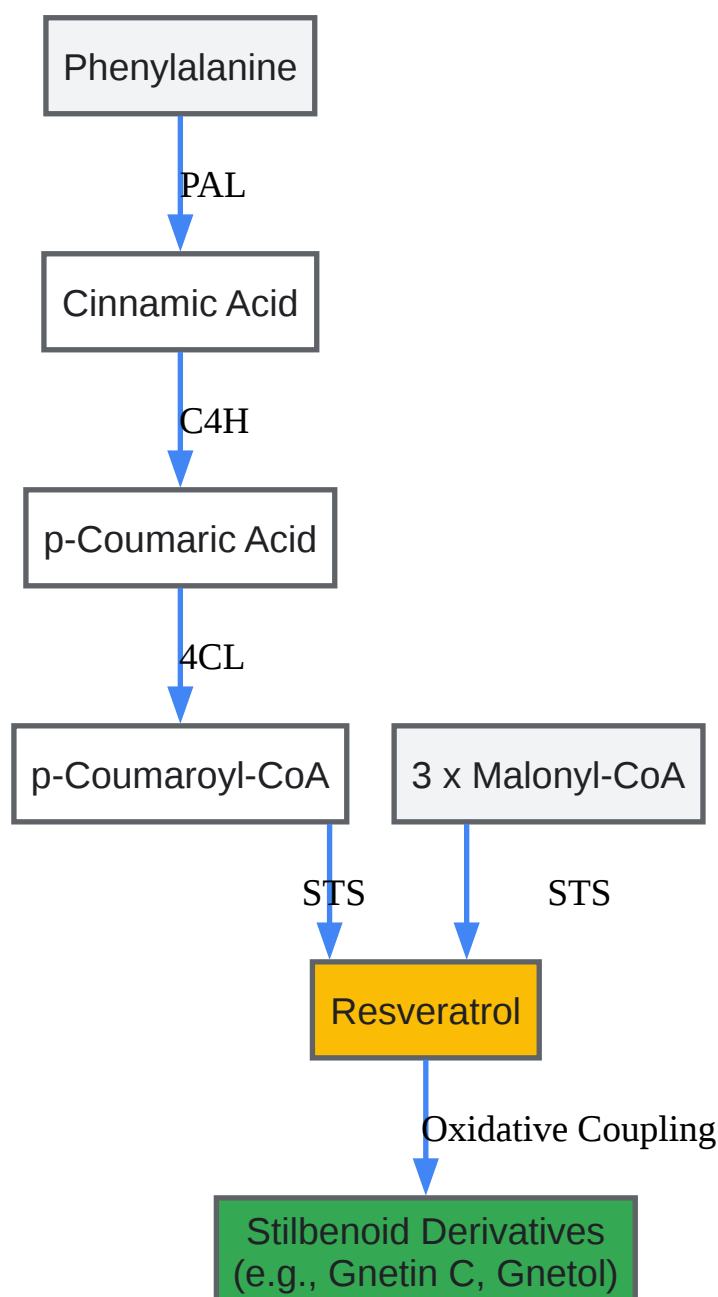 Phenylalanine
PAL
Cinnamic Acid
C4H
p-Coumaric Acid
4CL
p-Coumaroyl-CoA
3 x Malonyl-CoA
STS
STS
Resveratrol
Oxidative Coupling
Stilbenoid Derivatives
(e.g., Gnetin C, Gnetol)